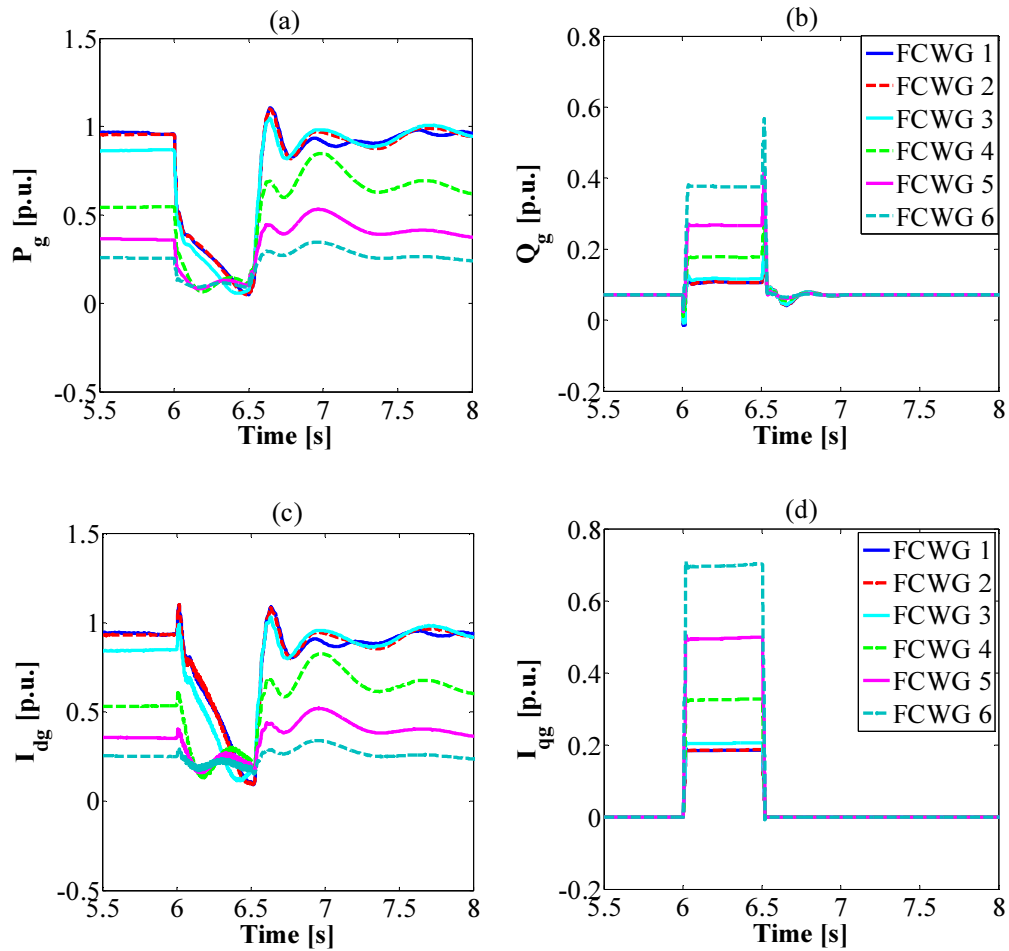 (a)
1.5
1
0.5
0
-0.5
P_g [p.u.]
5.5 6 6.5 7 7.5 8
Time [s]
(b)
0.8
0.6
0.4
0.2
0
-0.2
Q_g [p.u.]
5.5 6 6.5 7 7.5 8
Time [s]
FCWG 1
FCWG 2
FCWG 3
FCWG 4
FCWG 5
FCWG 6
(c)
1.5
1
0.5
0
-0.5
I_dg [p.u.]
5.5 6 6.5 7 7.5 8
Time [s]
(d)
0.8
0.6
0.4
0.2
0
-0.2
I_qg [p.u.]
5.5 6 6.5 7 7.5 8
Time [s]
FCWG 1
FCWG 2
FCWG 3
FCWG 4
FCWG 5
FCWG 6